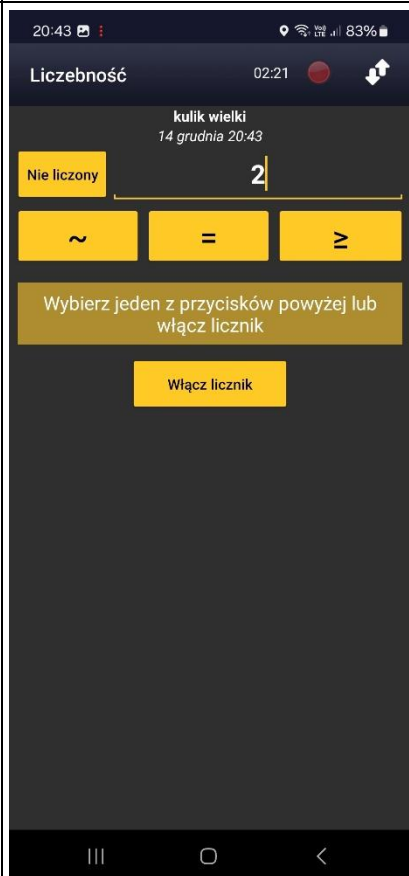 20:43 83%
Liczebność 02:21
kulik wielki
14 grudnia 20:43
Nie liczony 2
~ = ≥
Wybierz jeden z przycisków powyżej lub
włącz licznik
Włącz licznik